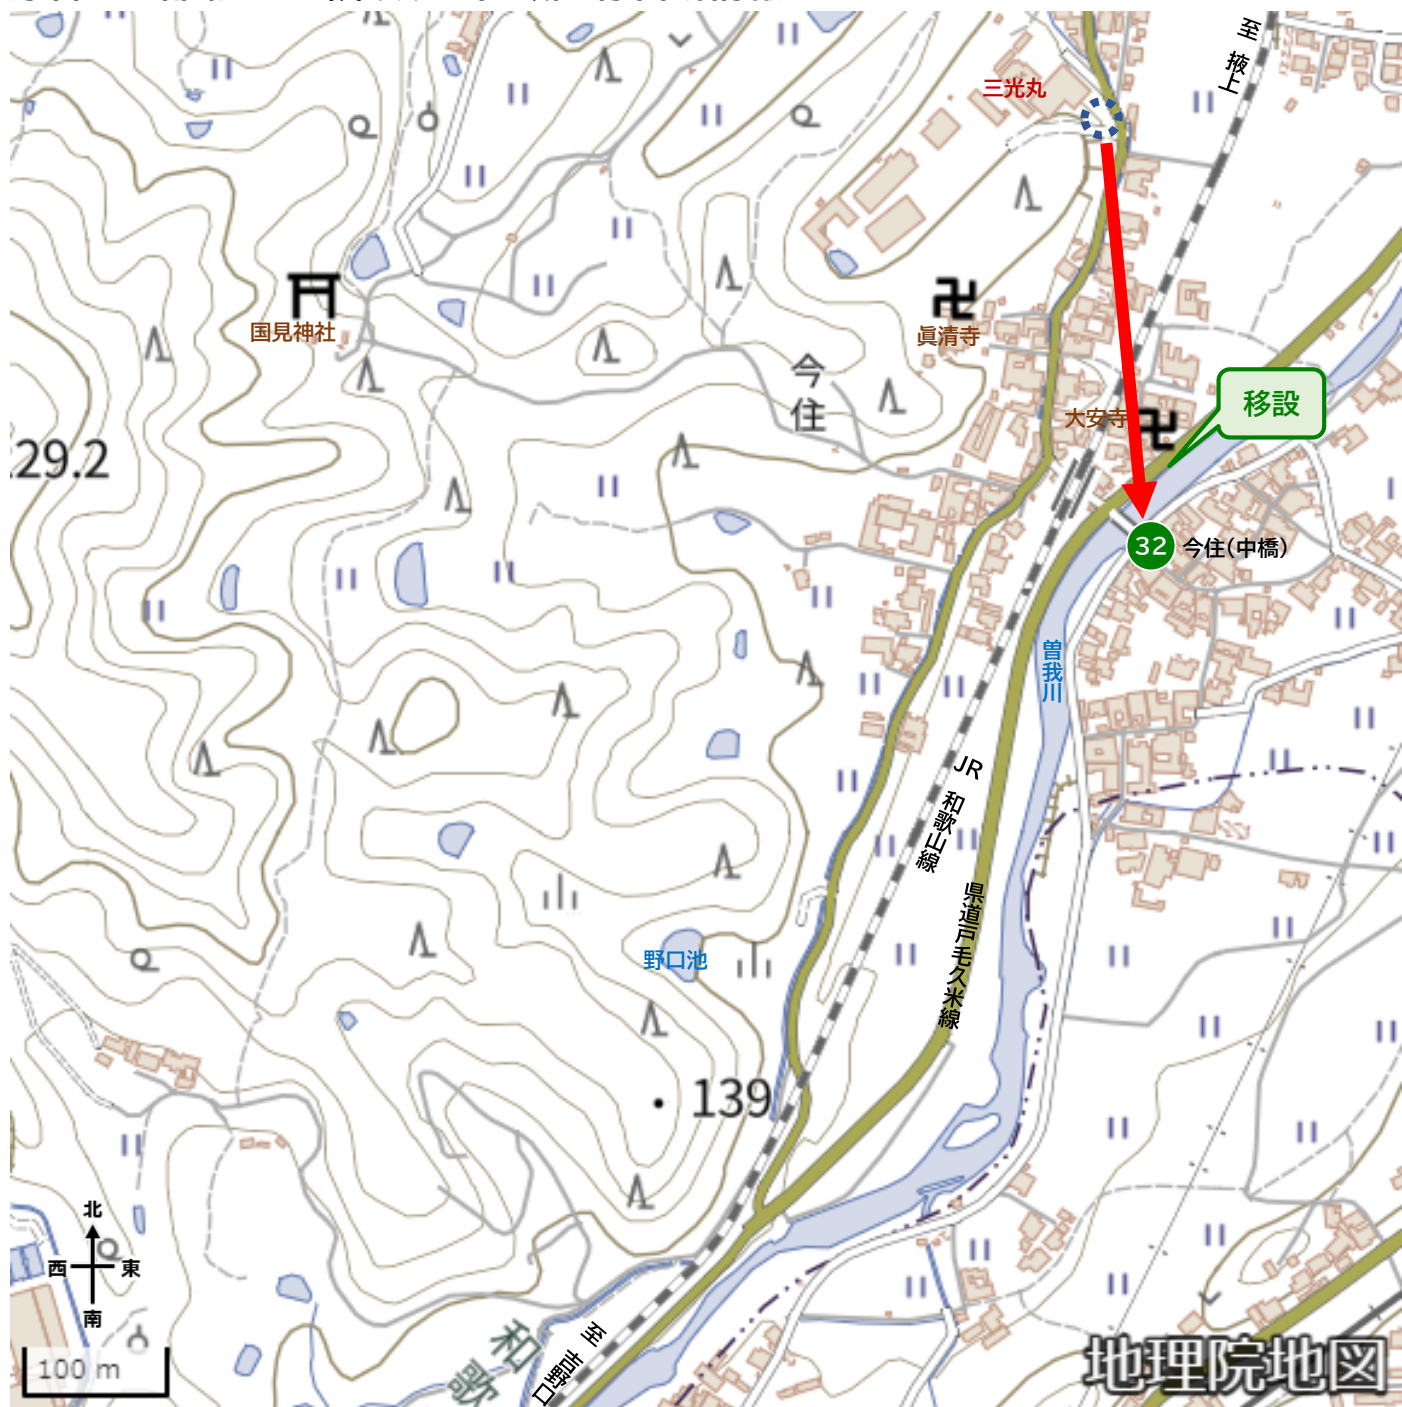 至 掖上
三光丸
国見神社
眞清寺
今住
大安寺
移設
29.2
32
今住(中橋)
曽我川
JR 和歌山線
県道戸毛久米線
野口池
139
北
西
東
南
和歌
至 吉野口
100 m
地理院地図